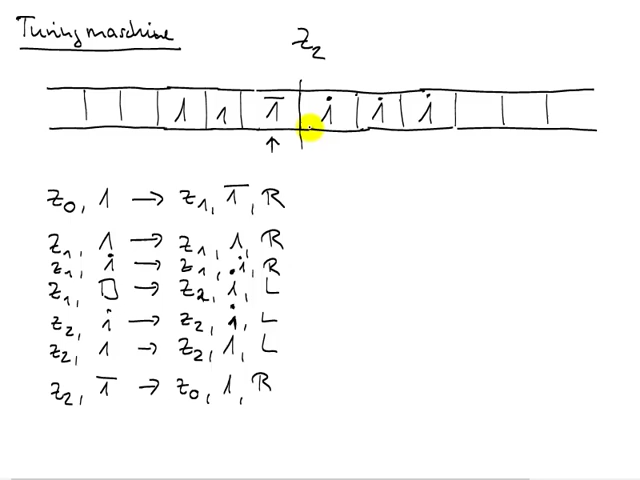 Turingmaschine
z₂
1 1 1̅ 1̇ 1̇ 1̇
↑
z₀, 1 → z₁, 1̅, R
z₁, 1 → z₁, 1, R
z₁, 1̇ → z₁, 1̇, R
z₁, □ → z₂, 1̇, L
z₂, 1̇ → z₂, 1̇, L
z₂, 1 → z₂, 1, L
z₂, 1̅ → z₀, 1, R